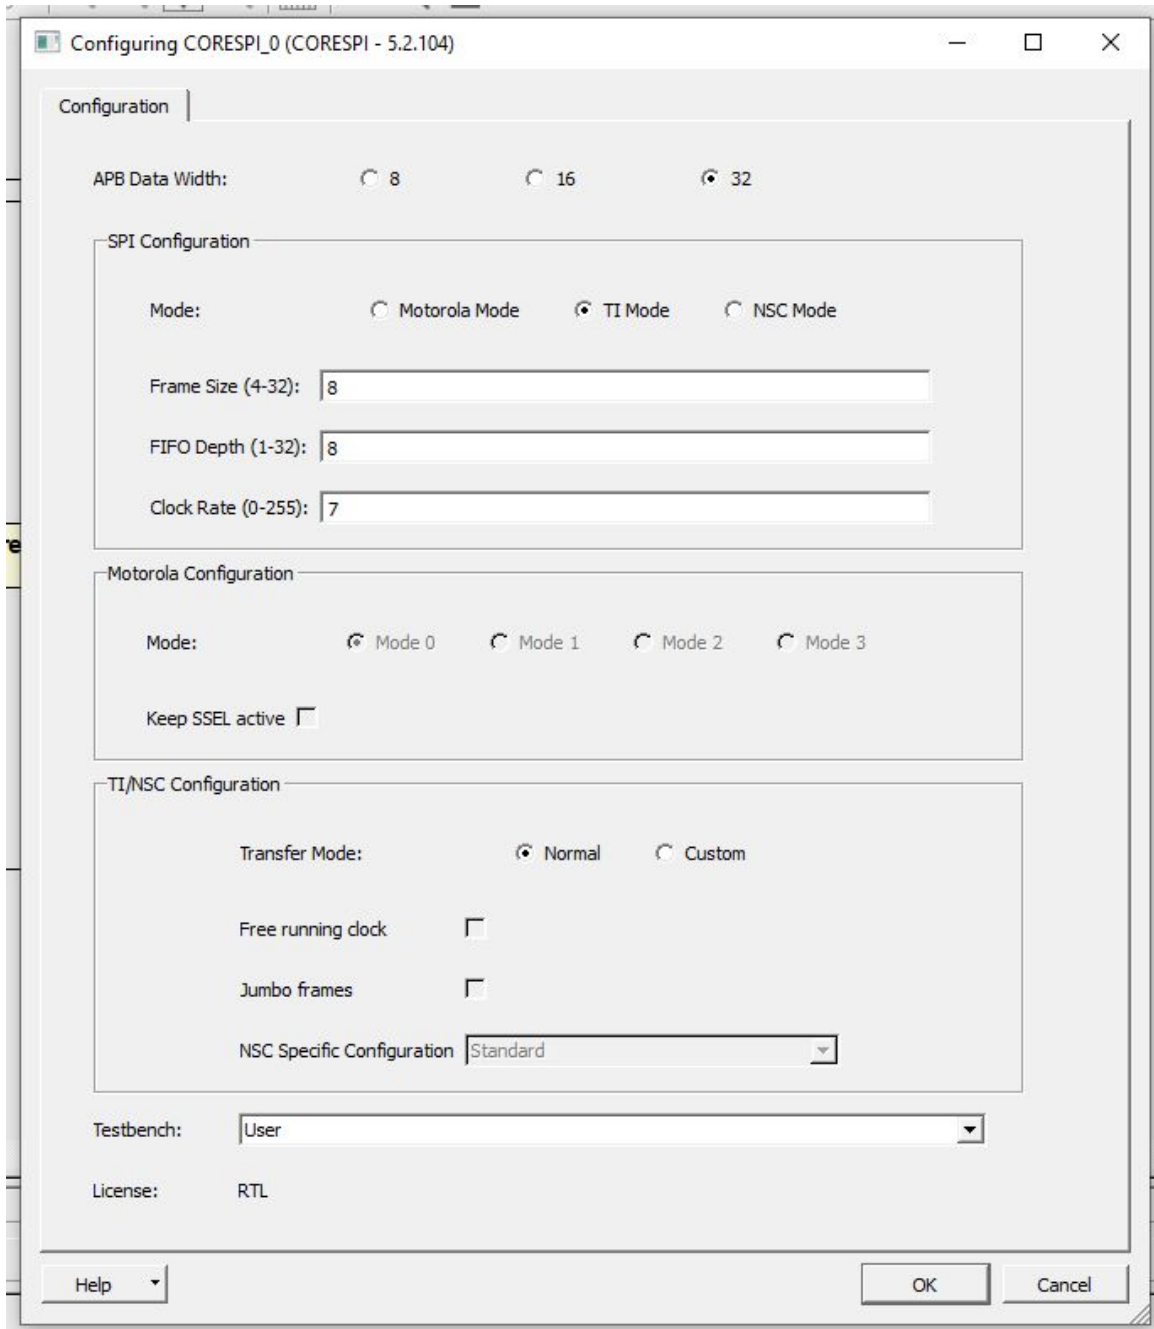 Configuring CORESPI_0 (CORESPI - 5.2.104)
Configuration
APB Data Width: 8 16 32
SPI Configuration
Mode: Motorola Mode TI Mode NSC Mode
Frame Size (4-32): 8
FIFO Depth (1-32): 8
Clock Rate (0-255): 7
re
Motorola Configuration
Mode: Mode 0 Mode 1 Mode 2 Mode 3
Keep SSEL active
TI/NSC Configuration
Transfer Mode: Normal Custom
Free running clock
Jumbo frames
NSC Specific Configuration Standard
Testbench: User
License: RTL
Help OK Cancel